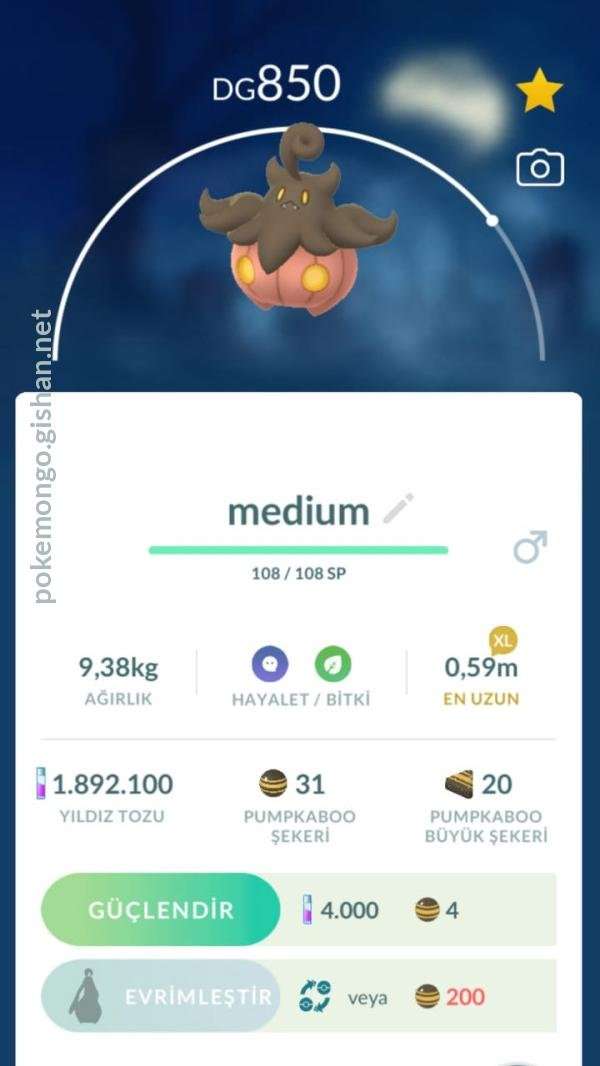 DG850
pokemongo.gishan.net
medium
108 / 108 SP
XL
9,38kg
AĞIRLIK
HAYALET / BİTKİ
0,59m
EN UZUN
1.892.100
YILDIZ TOZU
31
PUMPKABOO
ŞEKERİ
20
PUMPKABOO
BÜYÜK ŞEKERİ
GÜÇLENDİR 4.000 4
EVRİMLEŞTİR veya 200